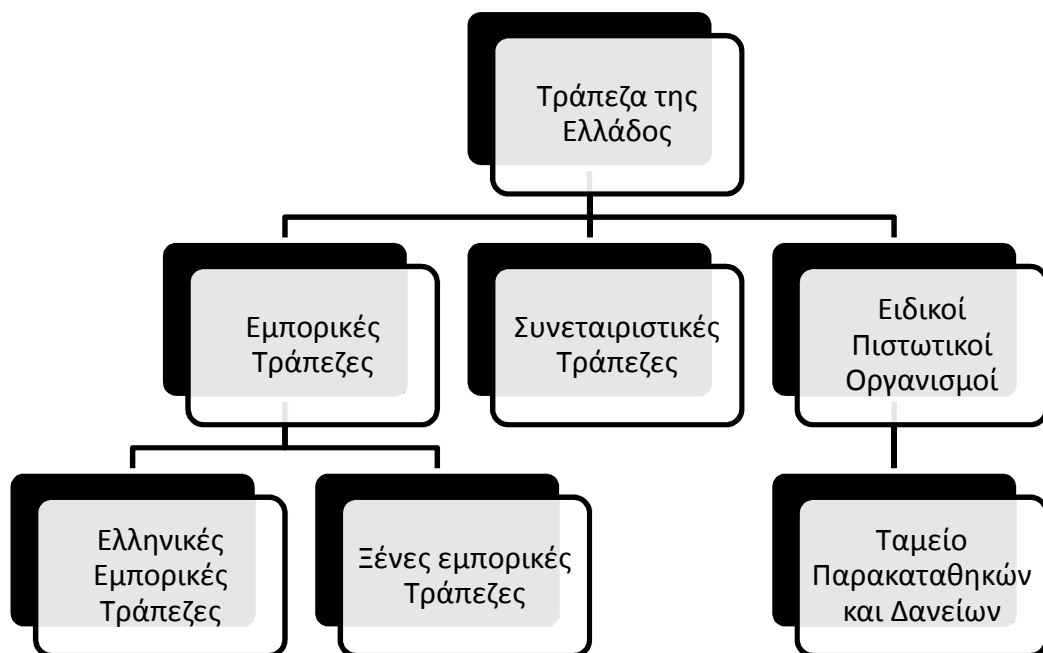 Τράπεζα της
Ελλάδος
Εμπορικές
Τράπεζες
Συνεταιριστικές
Τράπεζες
Ειδικοί
Πιστωτικοί
Οργανισμοί
Ελληνικές
Εμπορικές
Τράπεζες
Ξένες εμπορικές
Τράπεζες
Ταμείο
Παρακαταθηκών
και Δανείων